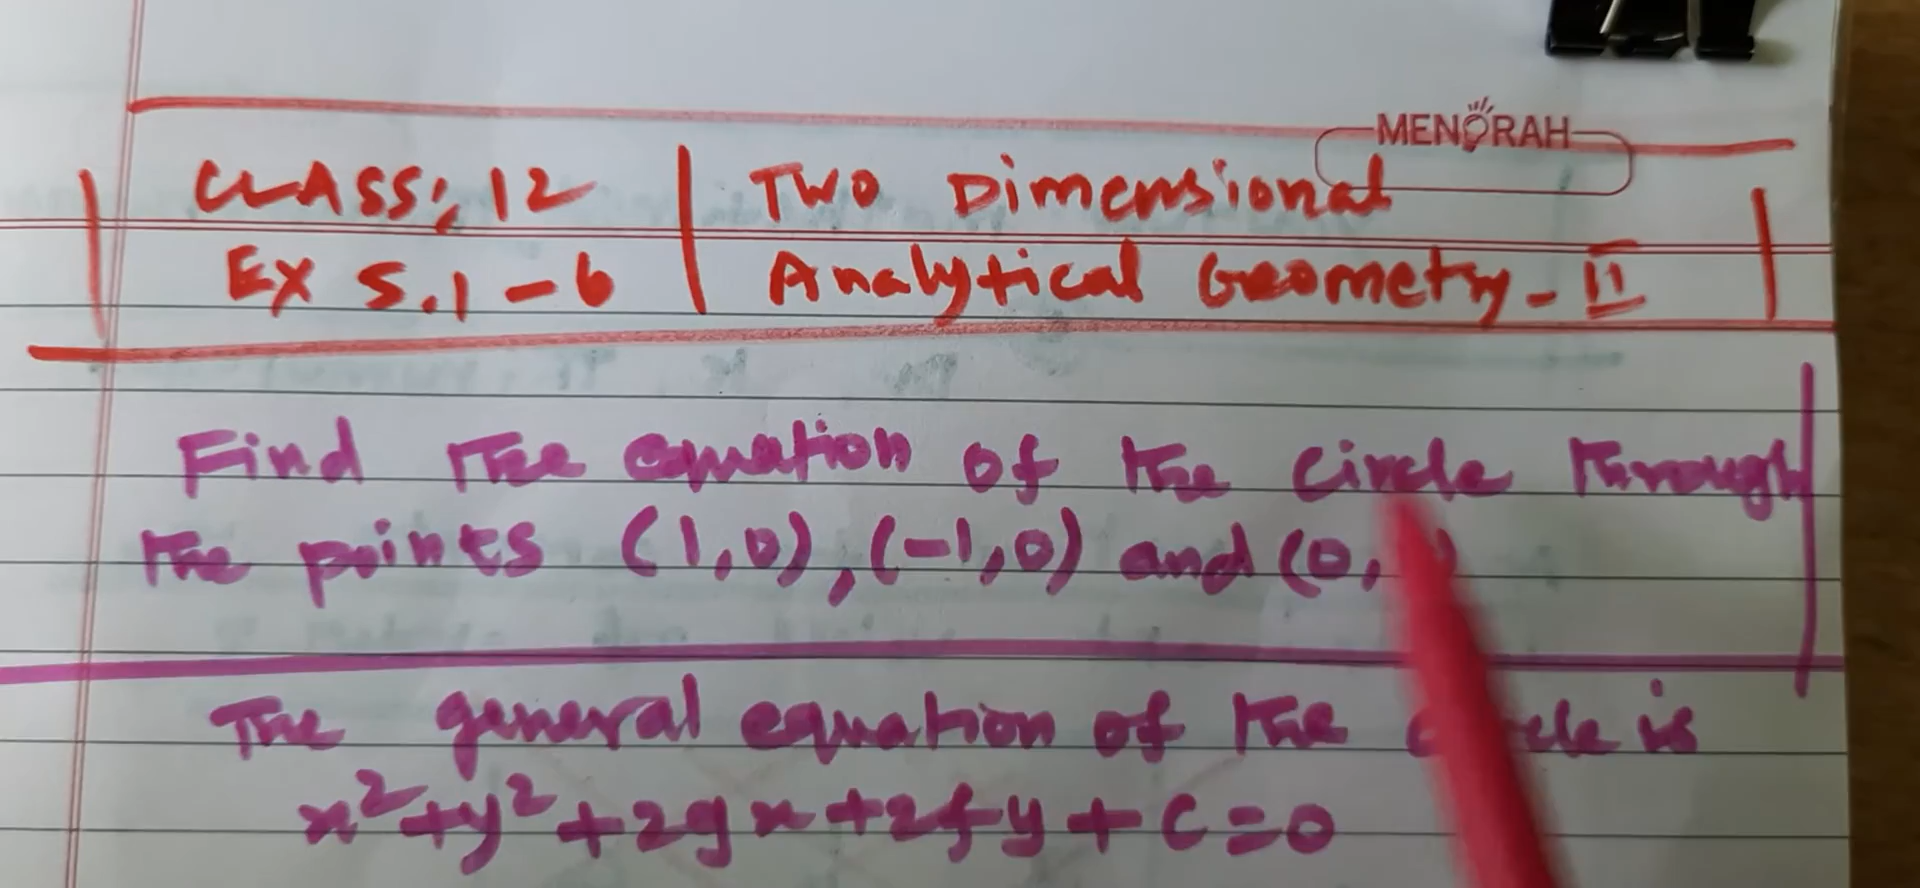 MENORAH
CLASS: 12
EX 5.1-6
Two Dimensional
Analytical Geometry - II
Find the equation of the circle through
the points (1,0), (-1,0) and (0,
The general equation of the is
x²+y²+2gx+2fy+c=0